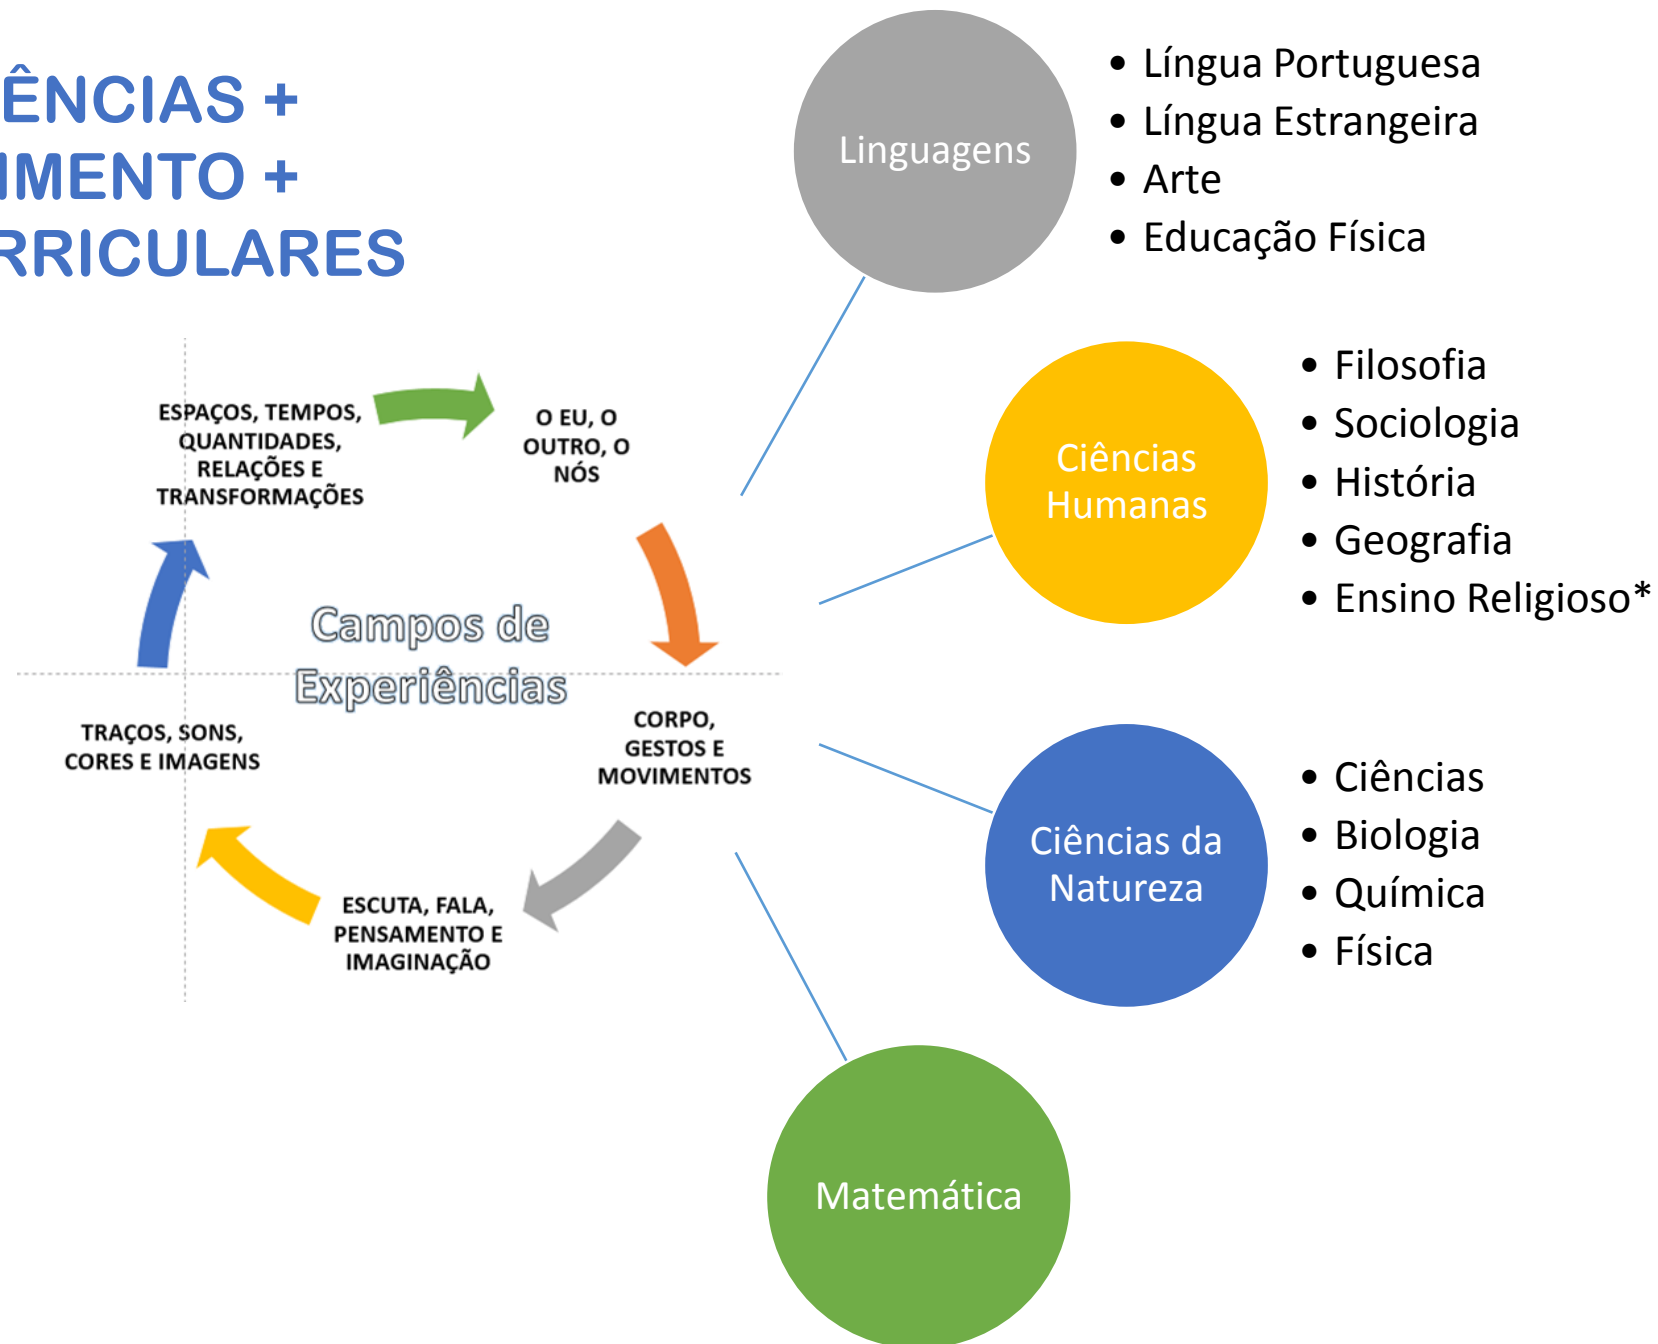 ÊNCIAS +
IMENTO +
RRICULARES
ESPAÇOS, TEMPOS,
QUANTIDADES,
RELAÇÕES E
TRANSFORMAÇÕES
O EU, O
OUTRO, O
NÓS
Campos de
Experiências
TRAÇOS, SONS,
CORES E IMAGENS
CORPO,
GESTOS E
MOVIMENTOS
ESCUTA, FALA,
PENSAMENTO E
IMAGINAÇÃO
Linguagens
• Língua Portuguesa
• Língua Estrangeira
• Arte
• Educação Física
Ciências
Humanas
• Filosofia
• Sociologia
• História
• Geografia
• Ensino Religioso*
Ciências da
Natureza
• Ciências
• Biologia
• Química
• Física
Matemática